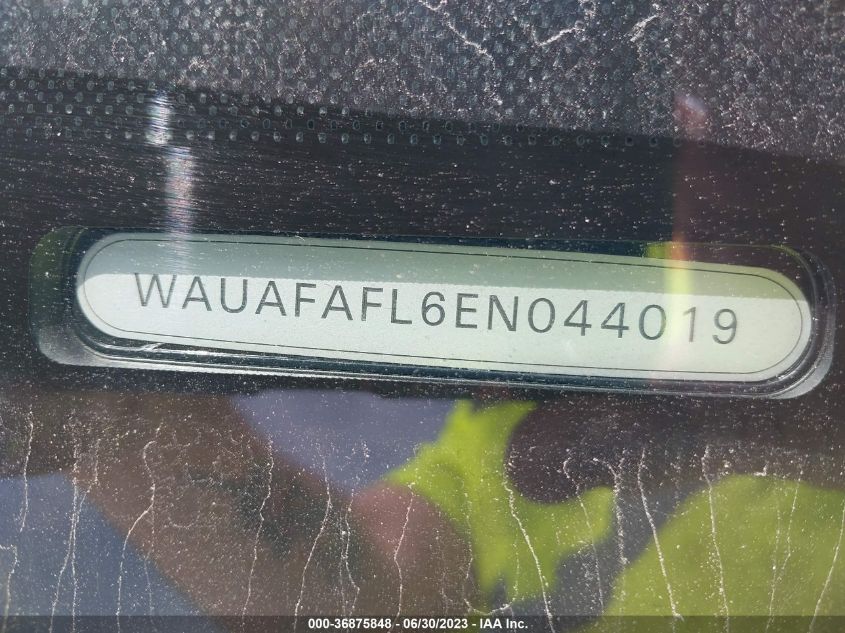 WAUAFAFL6EN044019
000-36875848 - 06/30/2023 - IAA Inc.